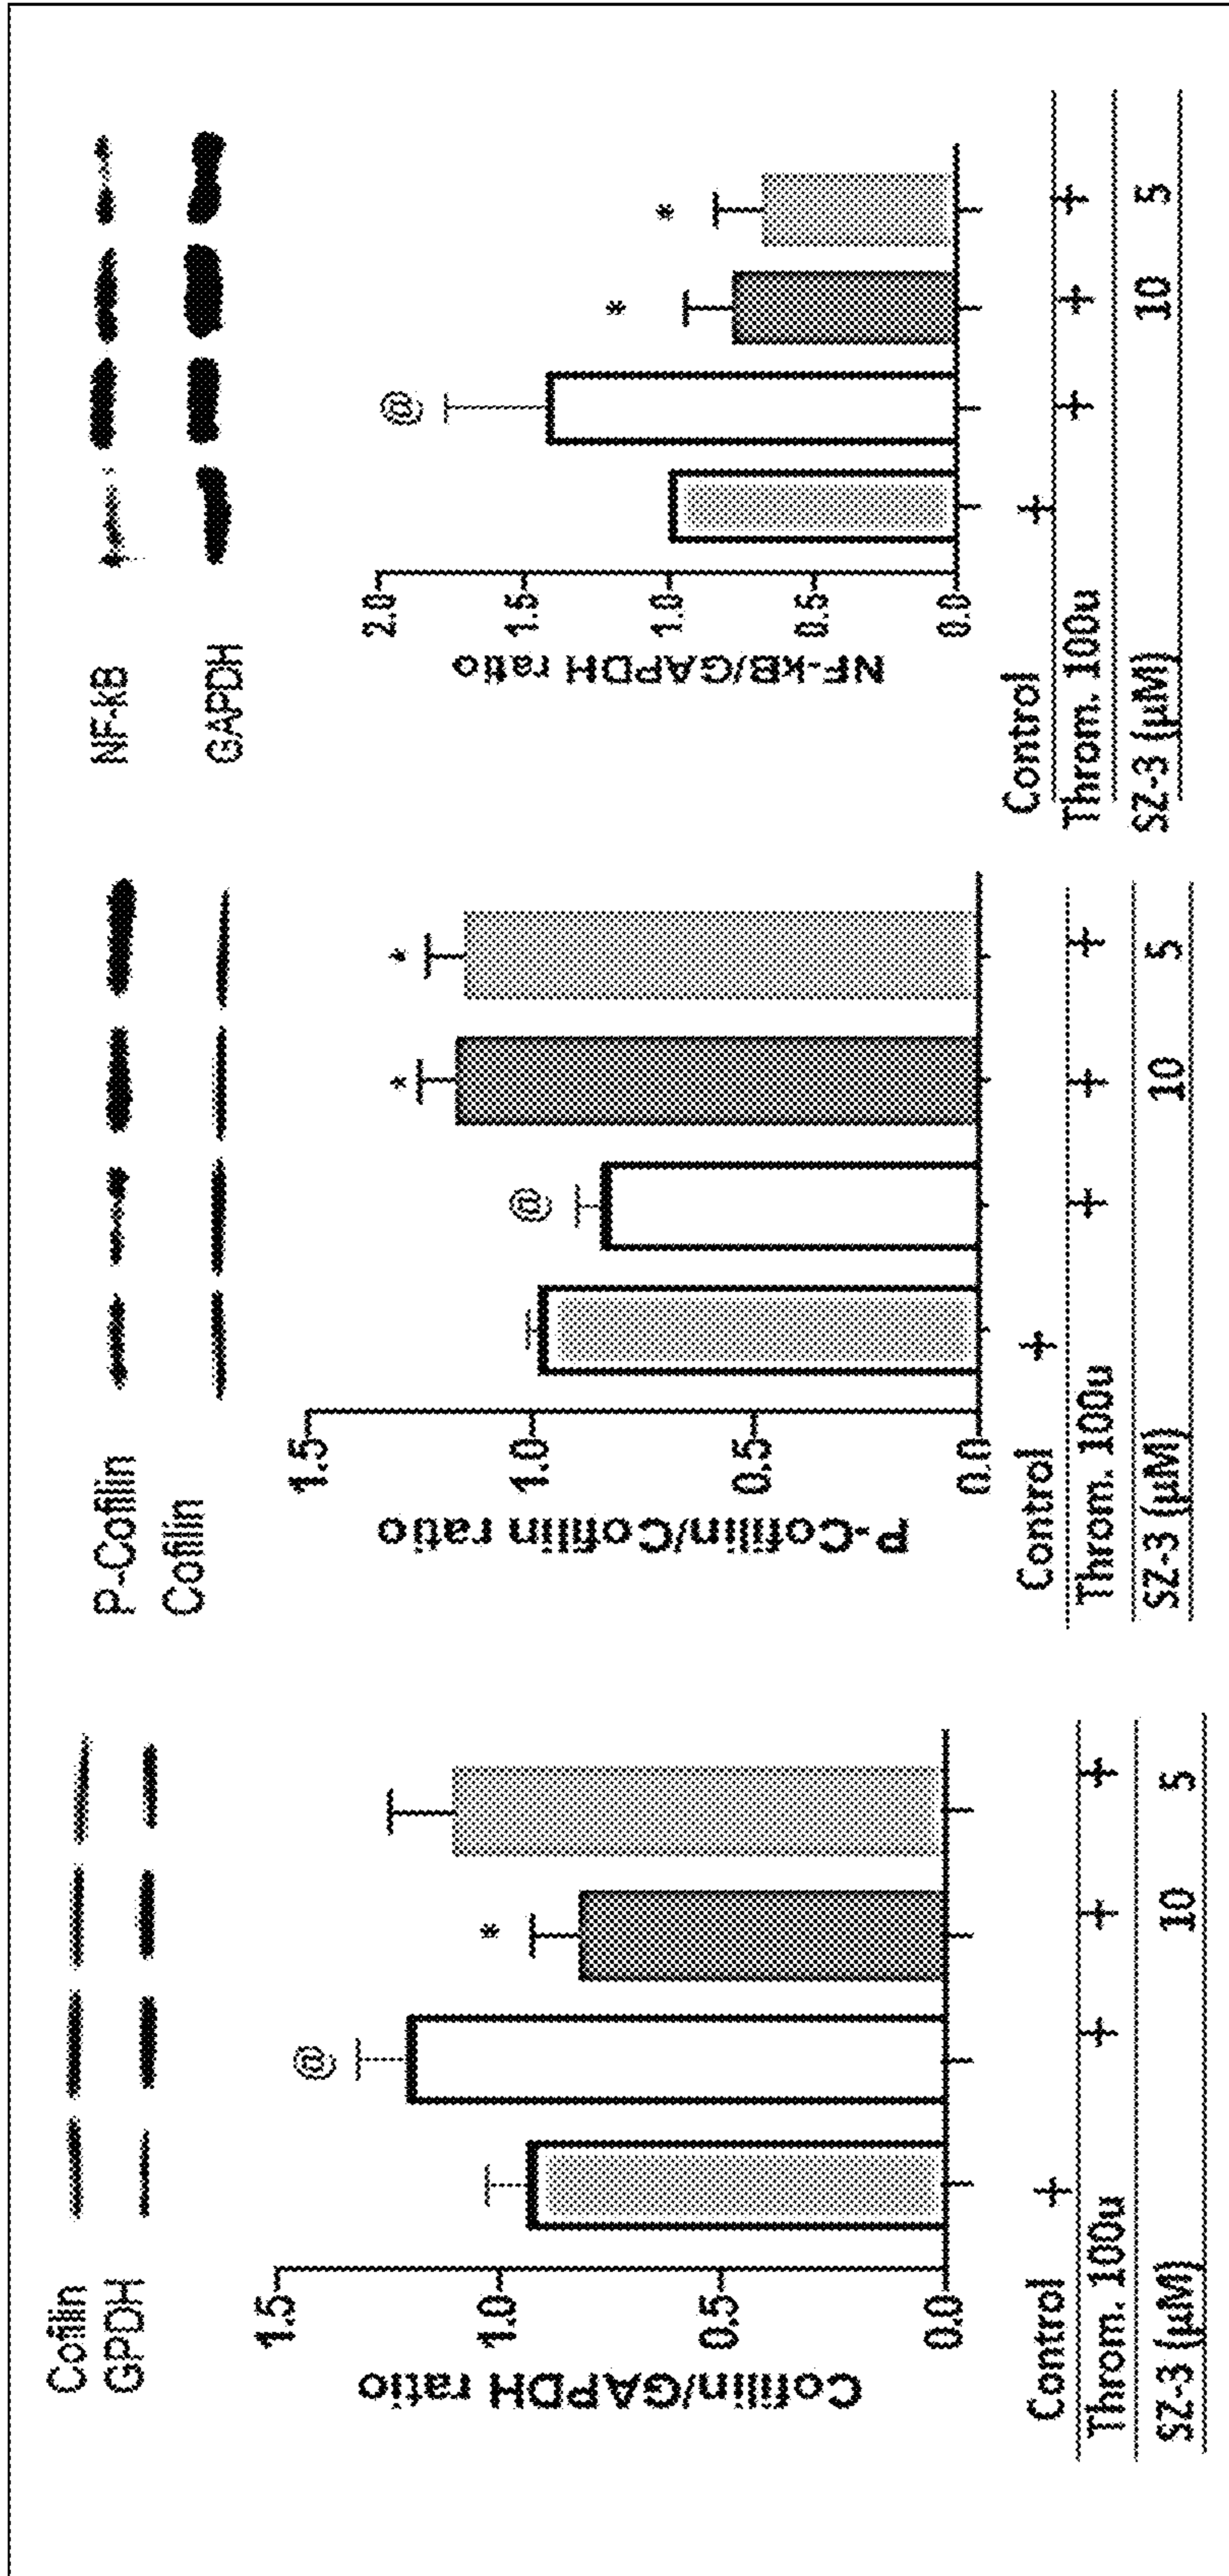 Cofilin
GPDH
Cofilin/GAPDH ratio
1.5
1.0
0.5
0.0
@
*
Control +
Throm. 100u + + +
SZ-3 (µM) 10 5
P-Cofilin
Cofilin
P-Cofilin/Cofilin ratio
1.5
1.0
0.5
0.0
@
*
*
Control +
Throm. 100u + + +
SZ-3 (µM) 10 5
NF-kB
GAPDH
NF-kB/GAPDH ratio
2.0
1.5
1.0
0.5
0.0
@
*
*
Control +
Throm. 100u + + +
SZ-3 (µM) 10 5